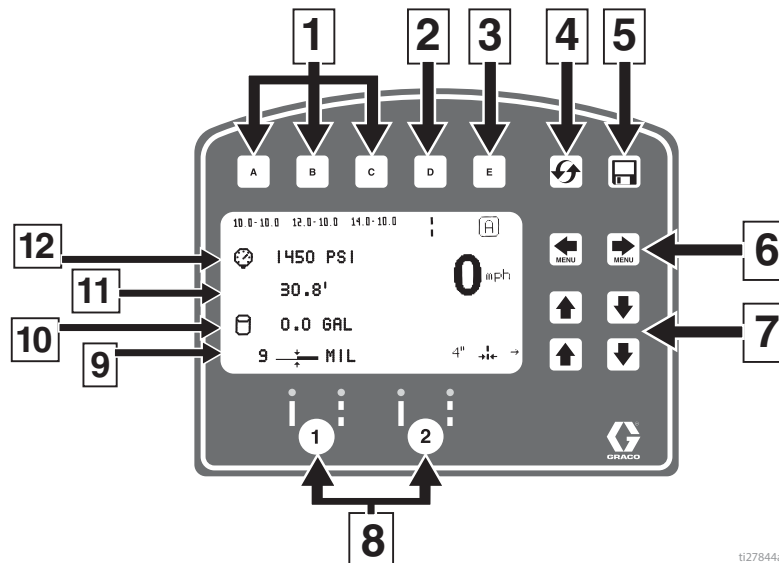 1 2 3 4 5
A B C D E
10.0-10.0 12.0-10.0 14.0-10.0 A
12 1450 PSI 0 mph MENU MENU 6
11 30.8'
10 0.0 GAL 7
9 9 MIL 4"
1 2
GRACO
8
ti27844a